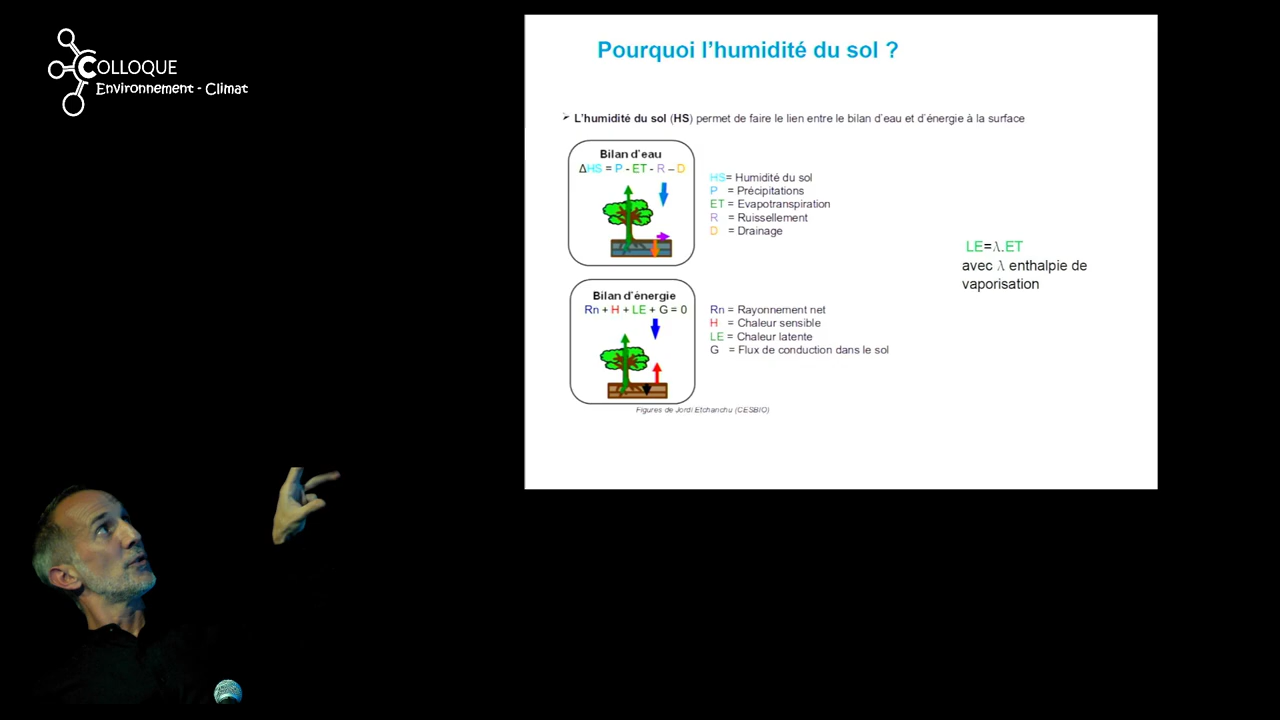 COLLOQUE
Environnement - Climat
Pourquoi l’humidité du sol ?
➢ L’humidité du sol (HS) permet de faire le lien entre le bilan d’eau et d’énergie à la surface
Bilan d’eau
ΔHS = P - ET - R – D
HS= Humidité du sol
P = Précipitations
ET = Evapotranspiration
R = Ruissellement
D = Drainage
LE=λ.ET
avec λ enthalpie de
vaporisation
Bilan d’énergie
Rn + H + LE + G = 0
Rn = Rayonnement net
H = Chaleur sensible
LE = Chaleur latente
G = Flux de conduction dans le sol
Figures de Jordi Etchanchu (CESBIO)